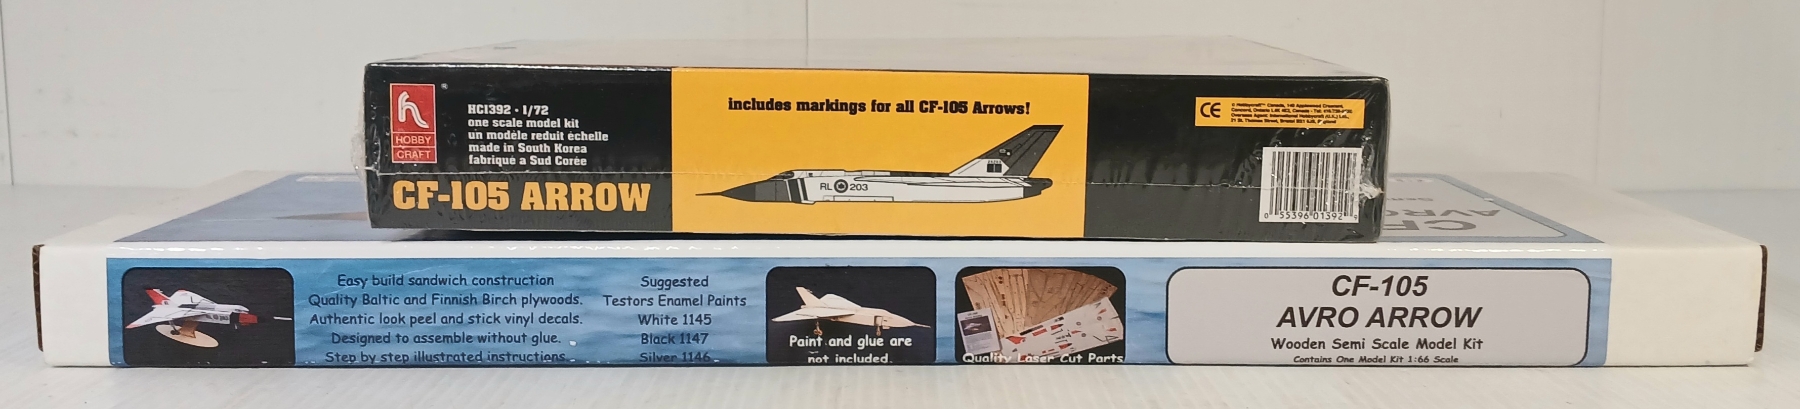 h
®
HOBBY
CRAFT
HC1392 · 1/72
one scale model kit
un modèle reduit échelle
made in South Korea
fabriqué a Sud Corée
CF-105 ARROW
includes markings for all CF-105 Arrows!
RL 203
CE
0 55396 01392 9
CF-105
AVRO ARROW
Easy build sandwich construction
Quality Baltic and Finnish Birch plywoods.
Authentic look peel and stick vinyl decals.
Designed to assemble without glue.
Step by step illustrated instructions.
Suggested
Testors Enamel Paints
White 1145
Black 1147
Silver 1146
Paint and glue are
not included.
Quality Laser Cut Parts
Wooden Semi Scale Model Kit
Contains One Model Kit 1:66 Scale